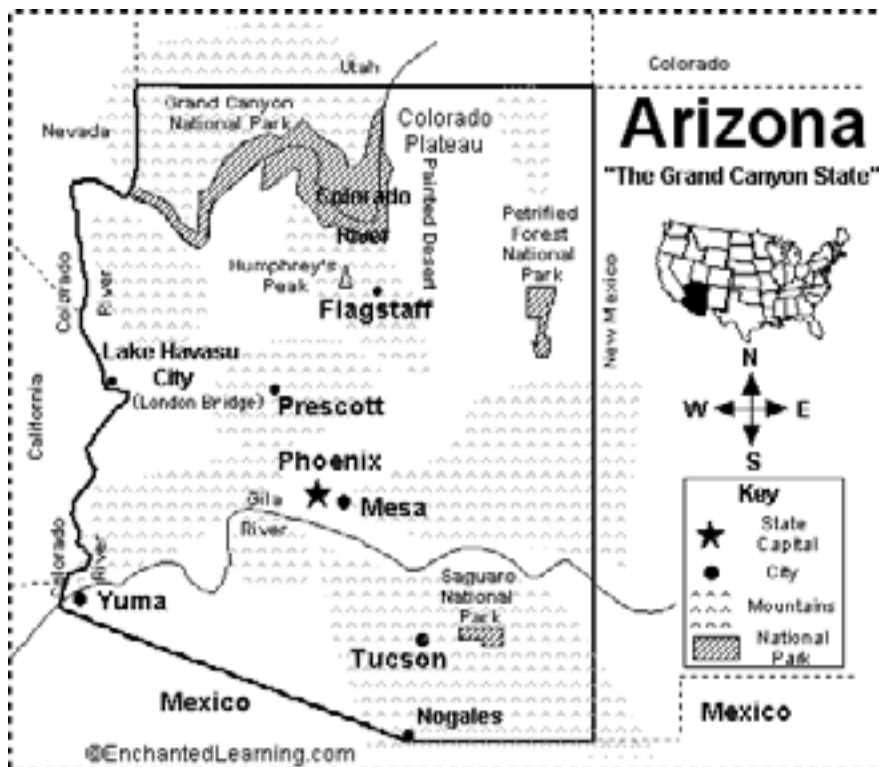 Utah
Colorado
Grand Canyon
National Park
Nevada
Colorado
Plateau
Arizona
"The Grand Canyon State"
Painted Desert
Colorado
River
Petrified
Forest
National
Park
Humphrey's
Peak
Flagstaff
Colorado
River
New Mexico
N
W
E
S
Lake Havasu
City
(London Bridge)
Prescott
California
Phoenix
Mesa
Gila
River
Key
State
Capital
City
Mountains
National
Park
Colorado
River
Yuma
Saguaro
National
Park
Tucson
Mexico
Nogales
Mexico
©EnchantedLearning.com